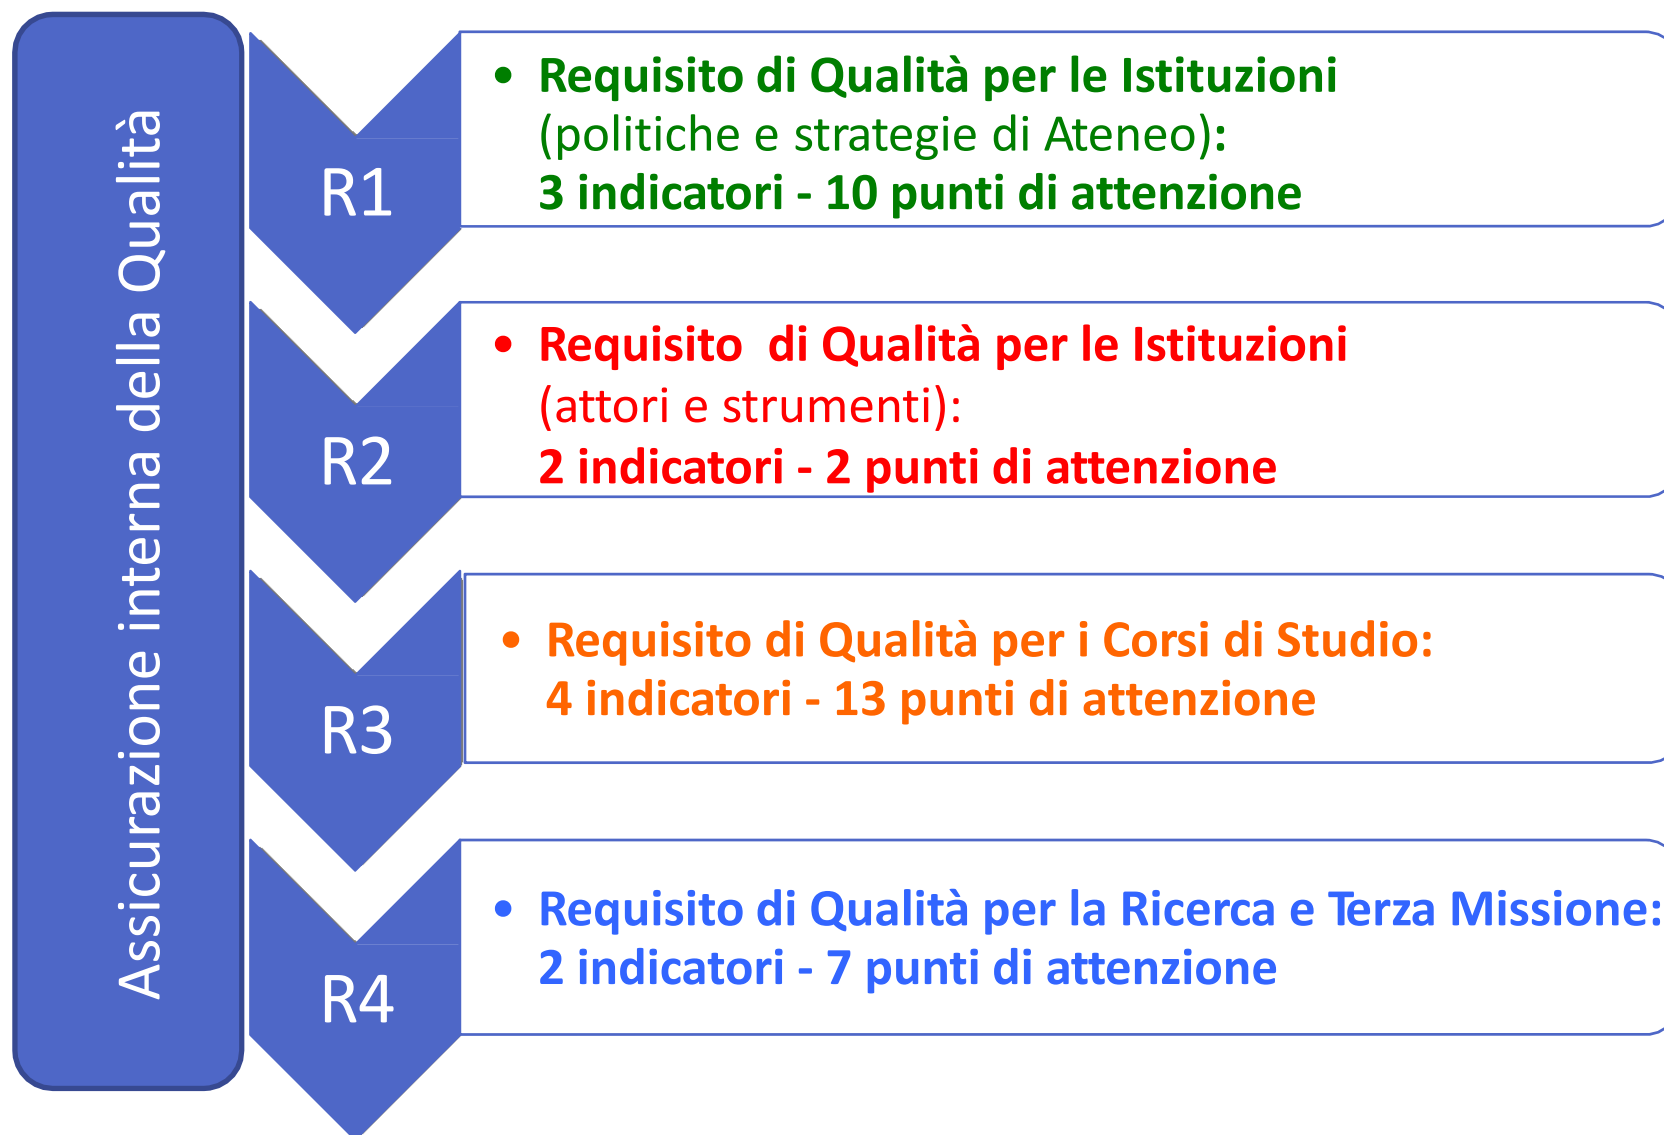 Assicurazione interna della Qualità
R1
• Requisito di Qualità per le Istituzioni
(politiche e strategie di Ateneo):
3 indicatori - 10 punti di attenzione
R2
• Requisito di Qualità per le Istituzioni
(attori e strumenti):
2 indicatori - 2 punti di attenzione
R3
• Requisito di Qualità per i Corsi di Studio:
4 indicatori - 13 punti di attenzione
R4
• Requisito di Qualità per la Ricerca e Terza Missione:
2 indicatori - 7 punti di attenzione